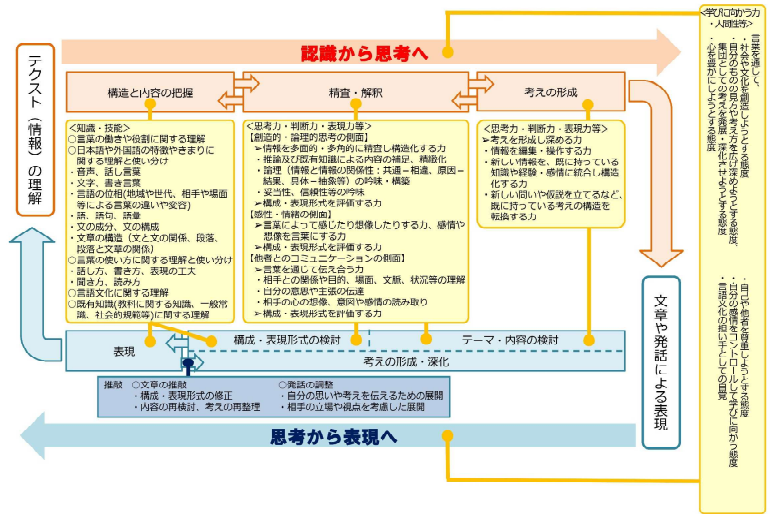 <学びに向かう力
・人間性等>
言葉を通じて、
・社会や文化を創造しようとする態度
・自分のものの見方や考え方を広げ深めようとする態度、
集団としての考えを発展・深化させようとする態度
・心を豊かにしようとする態度
・自己や他者を尊重しようとする態度
・自分の感情をコントロールして学びに向かう態度
・言語文化の担い手としての自覚
認識から思考へ
テクスト（情報）の理解
構造と内容の把握
精査・解釈
考えの形成
<知識・技能>
○言葉の働きや役割に関する理解
○日本語や外国語の特徴やきまりに
関する理解と使い分け
・音声、話し言葉
・文字、書き言葉
・言語の位相(地域や世代、相手や場面
等による言葉の違いや変容)
・語、語句、語彙
・文の成分、文の構成
・文章の構造（文と文の関係、段落、
段落と文章の関係）
○言葉の使い方に関する理解と使い分け
・話し方、書き方、表現の工夫
・聞き方、読み方
○言語文化に関する理解
○既有知識(教科に関する知識、一般常
識、社会的規範等)に関する理解
<思考力・判断力・表現力等>
【創造的・論理的思考の側面】
➢情報を多面的・多角的に精査し構造化する力
・推論及び既有知識による内容の補足、精緻化
・論理（情報と情報の関係性：共通－相違、原因－
結果、具体－抽象等）の吟味・構築
・妥当性、信頼性等の吟味
➢構成・表現形式を評価する力
【感性・情緒の側面】
➢言葉によって感じたり想像したりする力、感情や
想像を言葉にする力
➢構成・表現形式を評価する力
【他者とのコミュニケーションの側面】
➢言葉を通じて伝え合う力
・相手との関係や目的、場面、文脈、状況等の理解
・自分の意思や主張の伝達
・相手の心の想像、意図や感情の読み取り
➢構成・表現形式を評価する力
<思考力・判断力・表現力等>
➢考えを形成し深める力
・情報を編集・操作する力
・新しい情報を、既に持っている
知識や経験・感情に統合し構造
化する力
・新しい問いや仮説を立てるなど、
既に持っている考えの構造を
転換する力
文章や発話による表現
表現
構成・表現形式の検討
テーマ・内容の検討
考えの形成・深化
推敲
○文章の推敲
・構成・表現形式の修正
・内容の再検討、考えの再整理
○発話の調整
・自分の思いや考えを伝えるための展開
・相手の立場や視点を考慮した展開
思考から表現へ